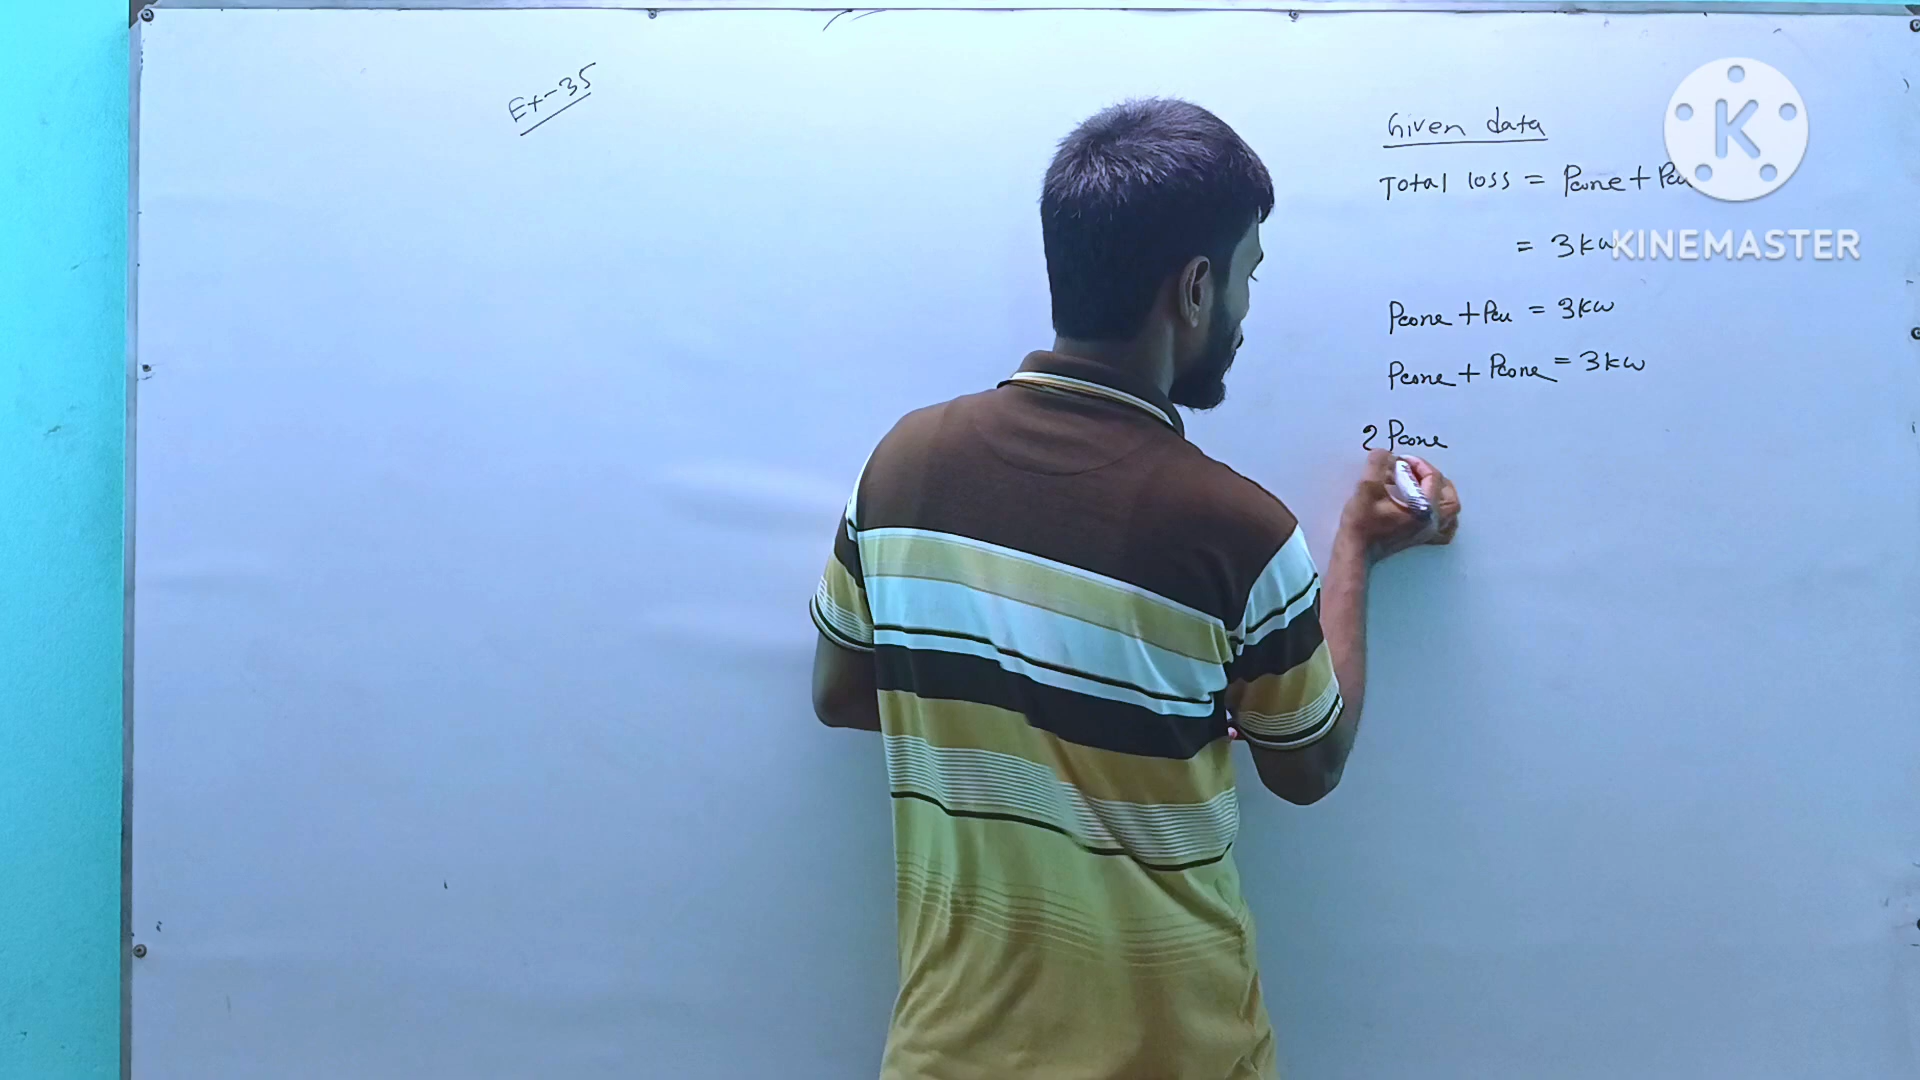 Ex-35
Given data
Total loss = Pcore + Pcu
= 3kw
Pcore + Pcu = 3kw
Pcore + Pcore = 3kw
2 Pcore
K
KINEMASTER